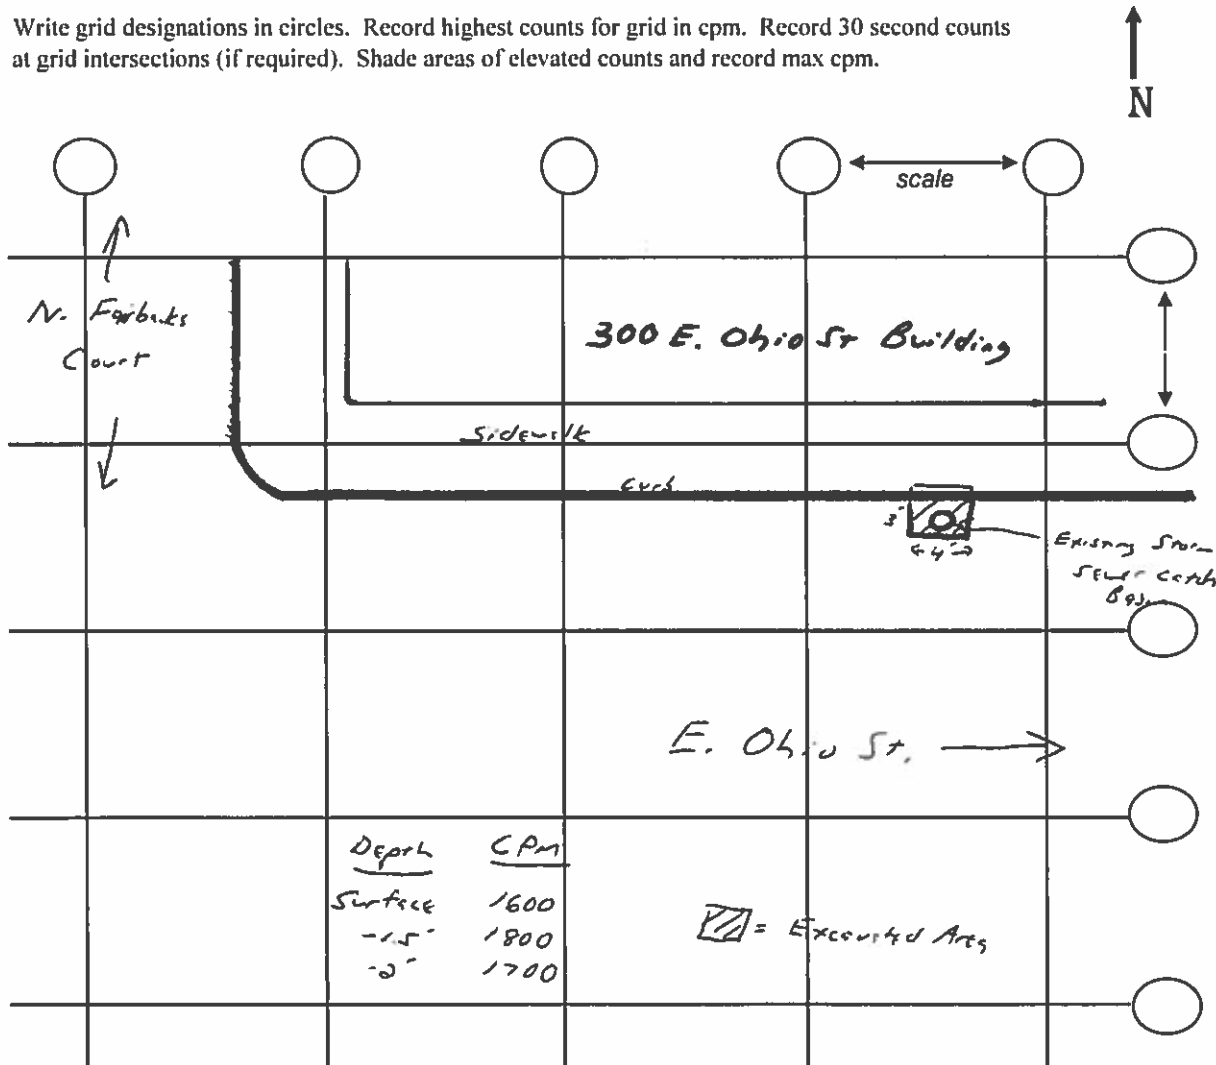 Write grid designations in circles. Record highest counts for grid in cpm. Record 30 second counts
at grid intersections (if required). Shade areas of elevated counts and record max cpm.
N
scale
N. Fairbanks
Court
300 E. Ohio St Building
Sidewalk
Curb
3'
4'
Existing Storm
Sewer Catch
Basin
E. Ohio St.
Depth CPM
Surface 1600
-1.5' 1800
-2' 1700
= Excavated Area